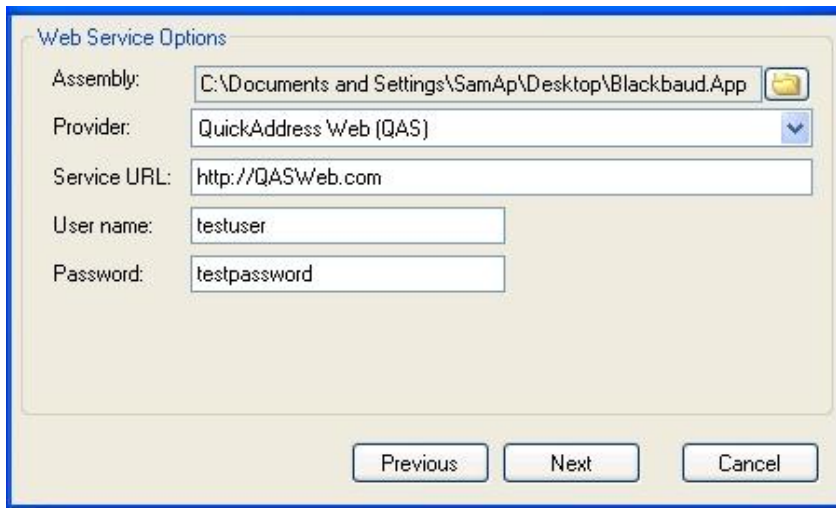 Web Service Options
Assembly: C:\Documents and Settings\SamAp\Desktop\Blackbaud.App
Provider: QuickAddress Web (QAS)
Service URL: http://QASWeb.com
User name: testuser
Password: testpassword
Previous Next Cancel